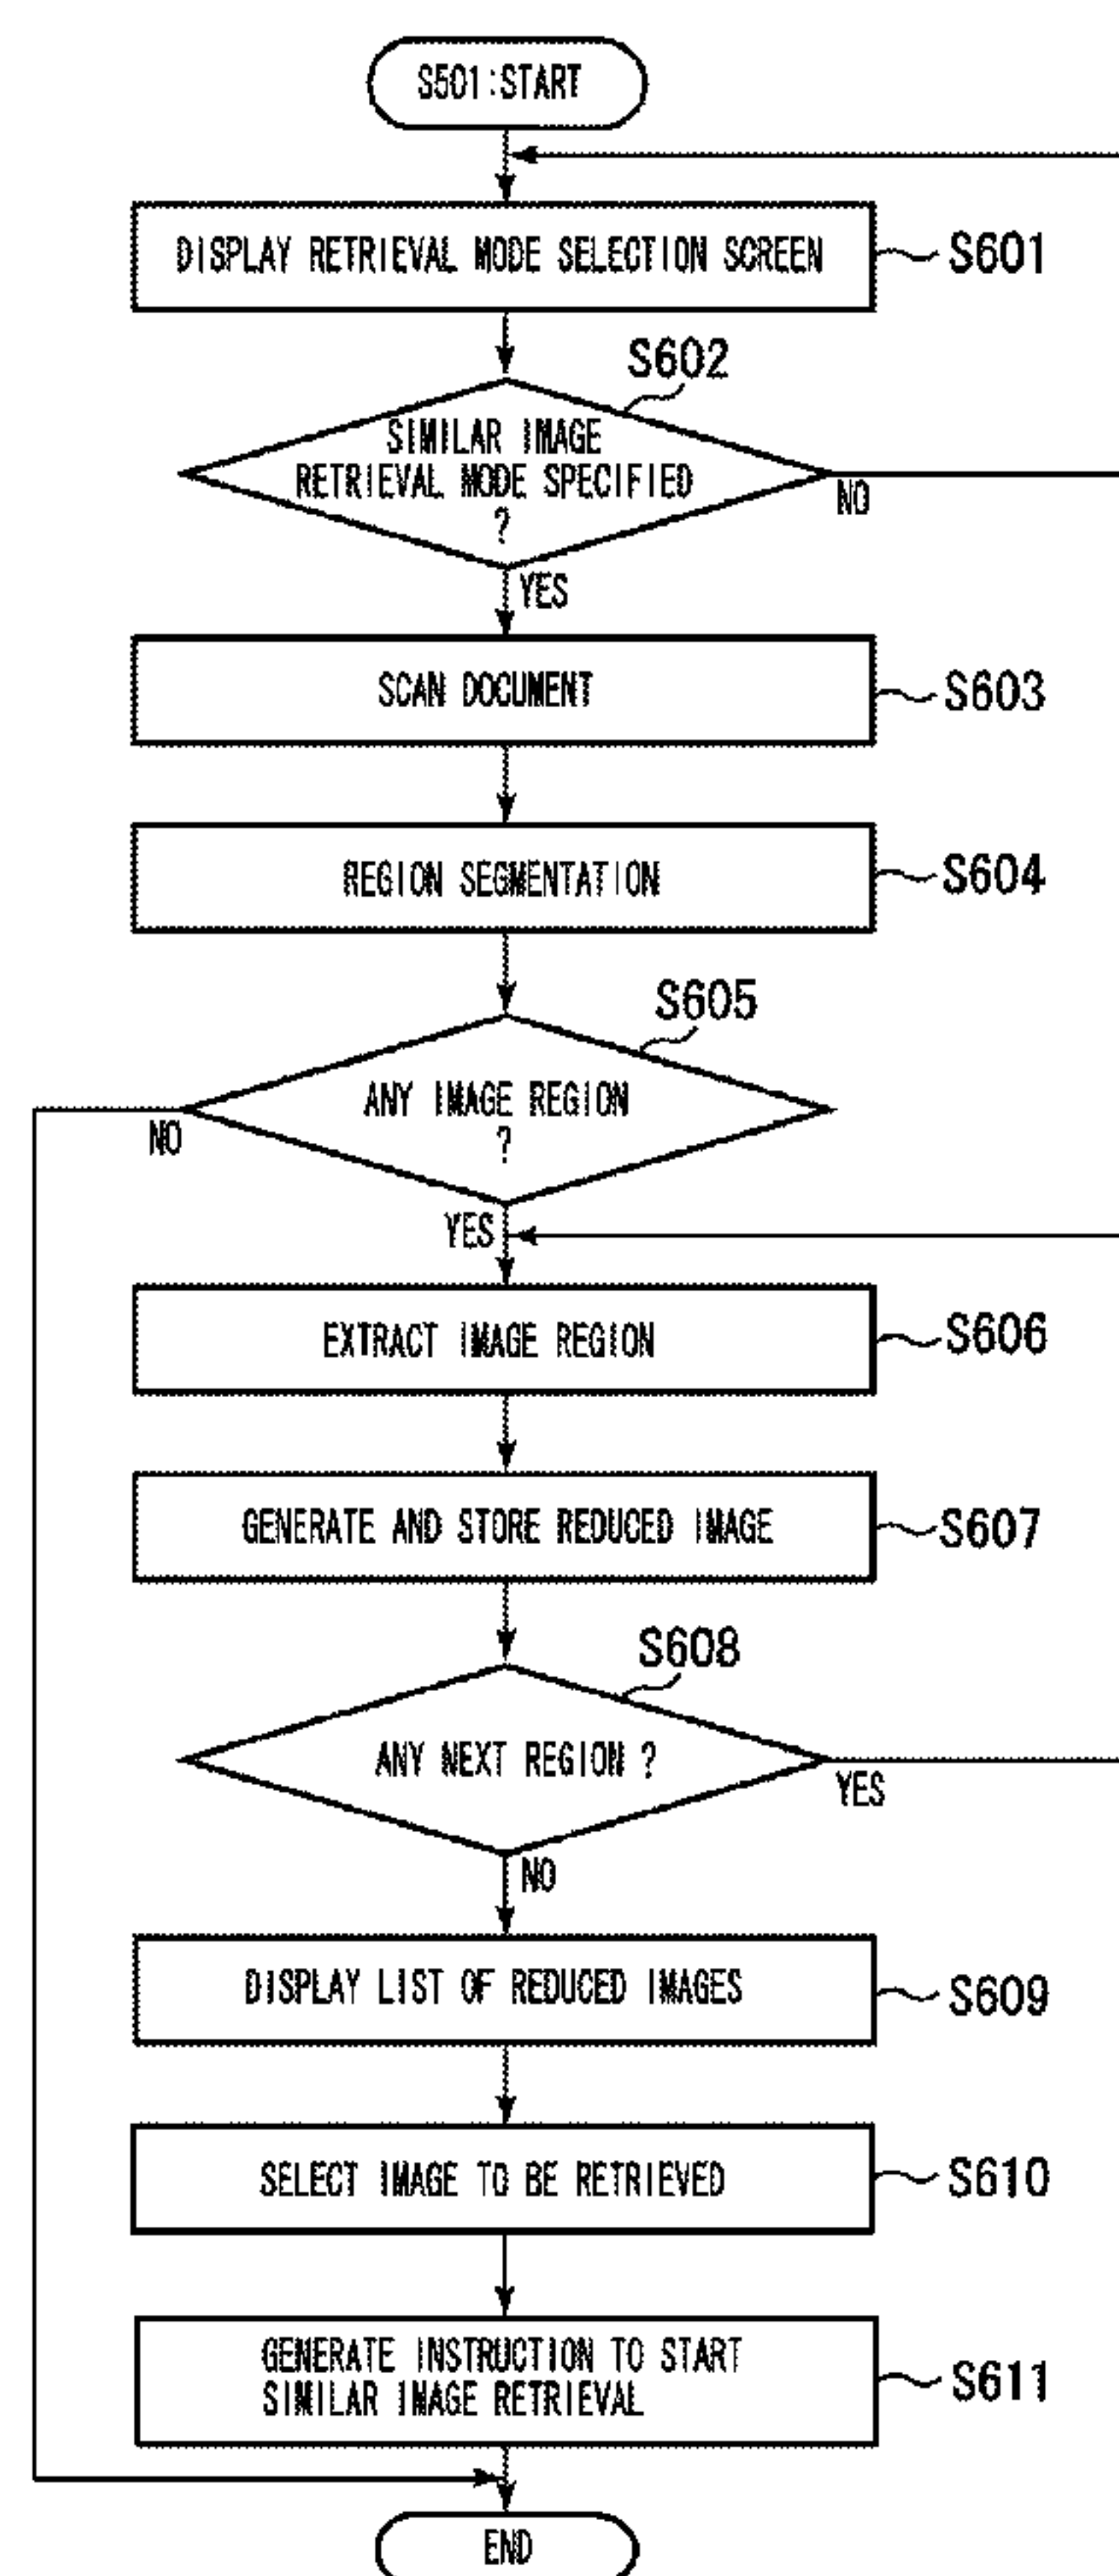 S501:START
DISPLAY RETRIEVAL MODE SELECTION SCREEN
S601
S602
SIMILAR IMAGE
RETRIEVAL MODE SPECIFIED
?
NO
YES
SCAN DOCUMENT
S603
REGION SEGMENTATION
S604
S605
ANY IMAGE REGION
?
NO
YES
EXTRACT IMAGE REGION
S606
GENERATE AND STORE REDUCED IMAGE
S607
S608
ANY NEXT REGION ?
YES
NO
DISPLAY LIST OF REDUCED IMAGES
S609
SELECT IMAGE TO BE RETRIEVED
S610
GENERATE INSTRUCTION TO START
SIMILAR IMAGE RETRIEVAL
S611
END